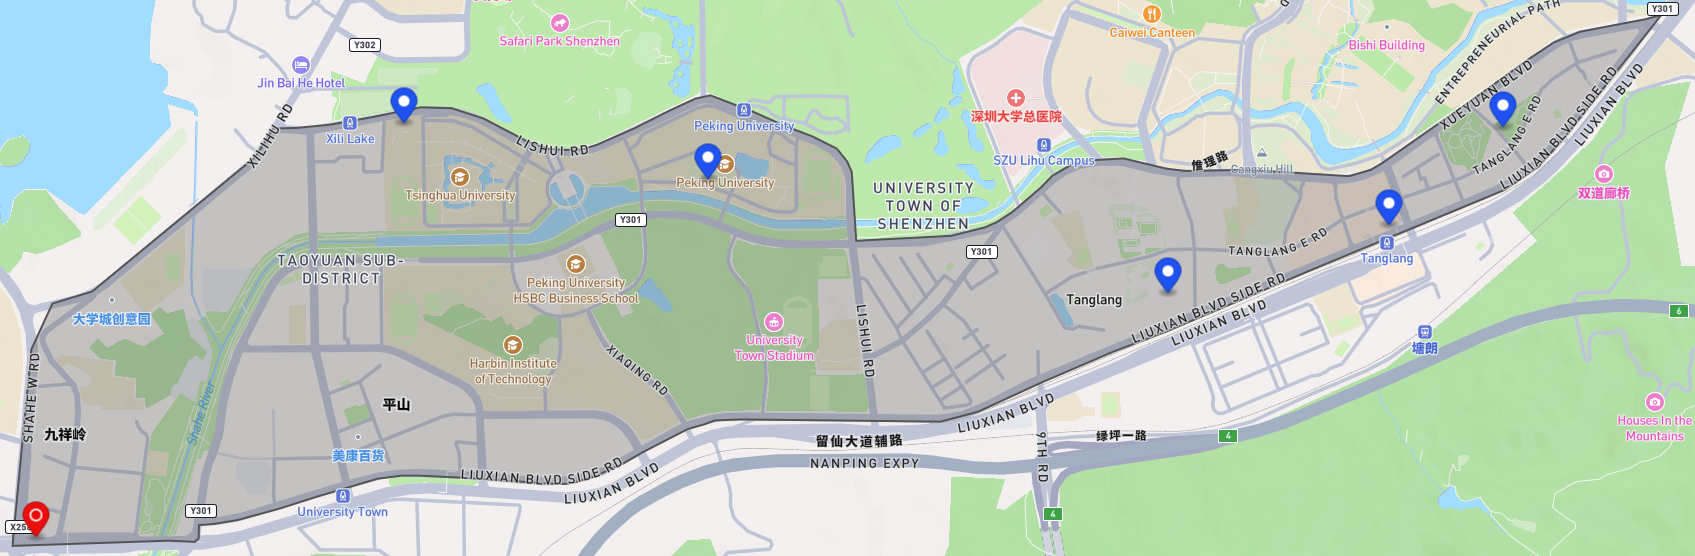 Y301
Safari Park Shenzhen
Caiwei Canteen
Y302
Bishi Building
ENTREPRENEURIAL PATH
Jin Bai He Hotel
XUEYUAN BLVD
LIUXIAN BLVD SIDE RD
LIUXIAN BLVD
深圳大学总医院
XILIHU RD
Xili Lake
Peking University
LISHUI RD
SZU Lihu Campus
惟理路
Cangxiu Hill
TANGLANG E RD
Tsinghua University
Peking University
UNIVERSITY
TOWN OF
SHENZHEN
双道廊桥
Y301
Y301
TANGLANG E RD
Tanglang
TAOYUAN SUB-
DISTRICT
Peking University
HSBC Business School
Tanglang
大学城创意园
University
Town Stadium
LISHUI RD
LIUXIAN BLVD SIDE RD
LIUXIAN BLVD
6
塘朗
SHAHE W RD
Harbin Institute
of Technology
XIAQING RD
Shahe River
平山
九祥岭
美康百货
LIUXIAN BLVD
留仙大道辅路
9TH RD
绿坪一路
4
Houses In the
Mountains
NANPING EXPY
LIUXIAN BLVD SIDE RD
LIUXIAN BLVD
Y301
University Town
4